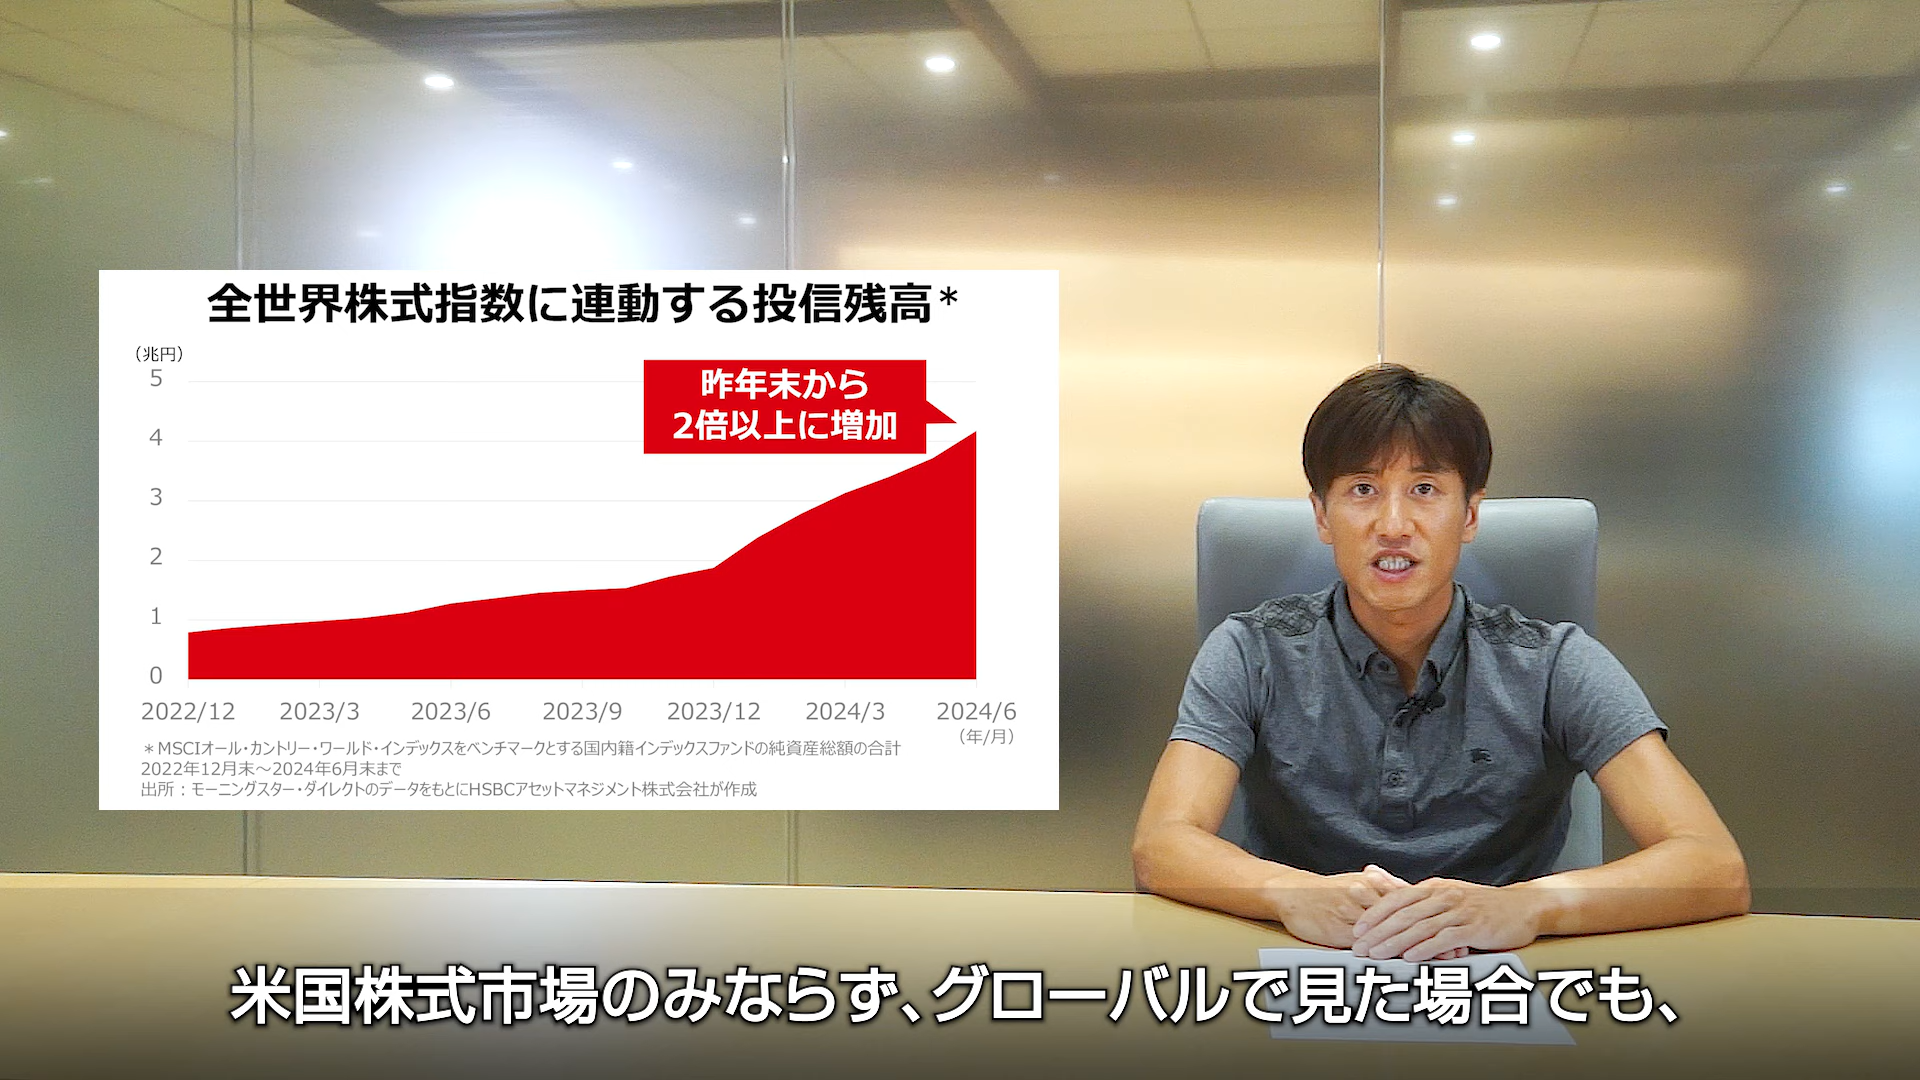 全世界株式指数に連動する投信残高＊
（兆円）
5
4
3
2
1
0
昨年末から
2倍以上に増加
2022/12 2023/3 2023/6 2023/9 2023/12 2024/3 2024/6
（年/月）
＊MSCIオール・カントリー・ワールド・インデックスをベンチマークとする国内籍インデックスファンドの純資産総額の合計
2022年12月末～2024年6月末まで
出所：モーニングスター・ダイレクトのデータをもとにHSBCアセットマネジメント株式会社が作成
米国株式市場のみならず、グローバルで見た場合でも、